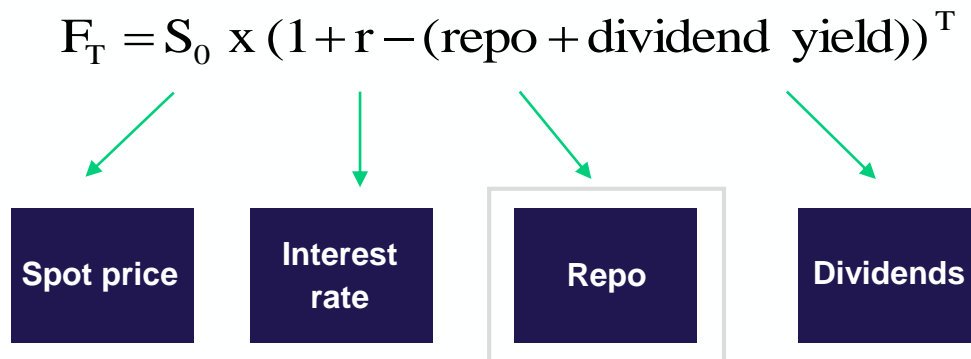 F_T = S_0 x (1+ r − (repo + dividend yield))^T
Spot price
Interest
rate
Repo
Dividends